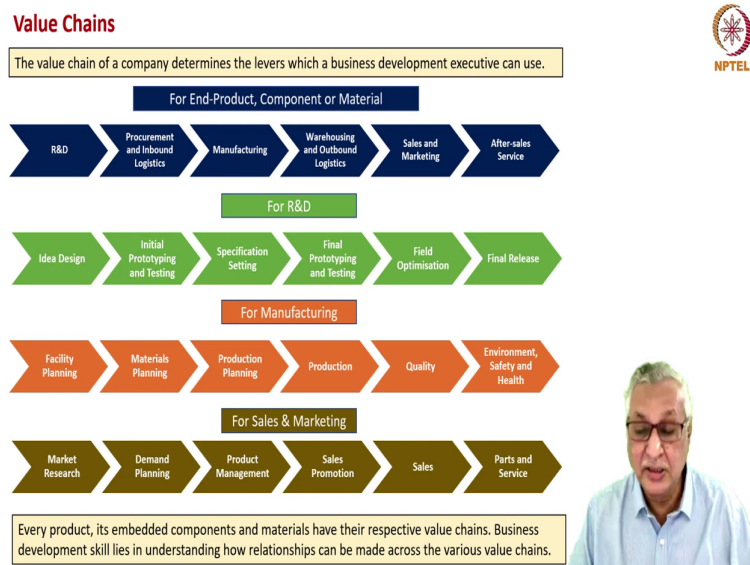 Value Chains
NPTEL
The value chain of a company determines the levers which a business development executive can use.
For End-Product, Component or Material
R&D
Procurement
and Inbound
Logistics
Manufacturing
Warehousing
and Outbound
Logistics
Sales and
Marketing
After-sales
Service
For R&D
Idea Design
Initial
Prototyping
and Testing
Specification
Setting
Final
Prototyping
and Testing
Field
Optimisation
Final Release
For Manufacturing
Facility
Planning
Materials
Planning
Production
Planning
Production
Quality
Environment,
Safety and
Health
For Sales & Marketing
Market
Research
Demand
Planning
Product
Management
Sales
Promotion
Sales
Parts and
Service
Every product, its embedded components and materials have their respective value chains. Business
development skill lies in understanding how relationships can be made across the various value chains.